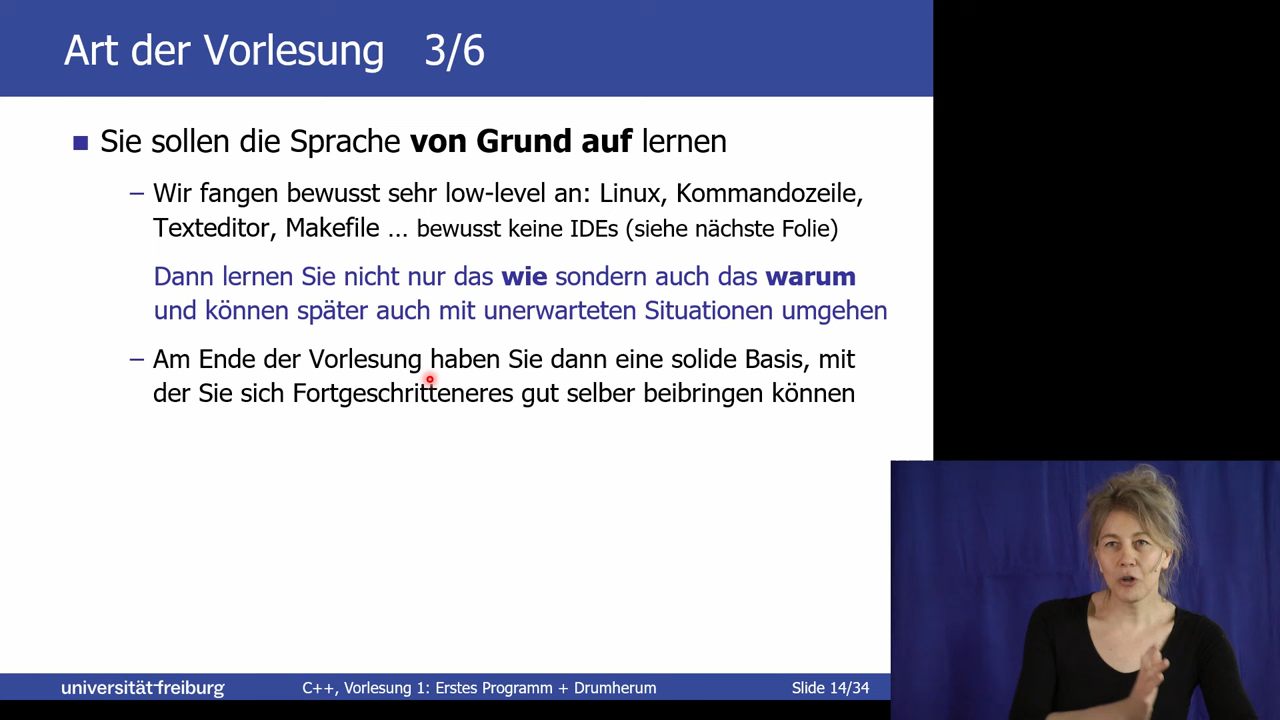 Art der Vorlesung 3/6
■ Sie sollen die Sprache von Grund auf lernen
– Wir fangen bewusst sehr low-level an: Linux, Kommandozeile,
Texteditor, Makefile … bewusst keine IDEs (siehe nächste Folie)
Dann lernen Sie nicht nur das wie sondern auch das warum
und können später auch mit unerwarteten Situationen umgehen
– Am Ende der Vorlesung haben Sie dann eine solide Basis, mit
der Sie sich Fortgeschritteneres gut selber beibringen können
universität freiburg
C++, Vorlesung 1: Erstes Programm + Drumherum
Slide 14/34